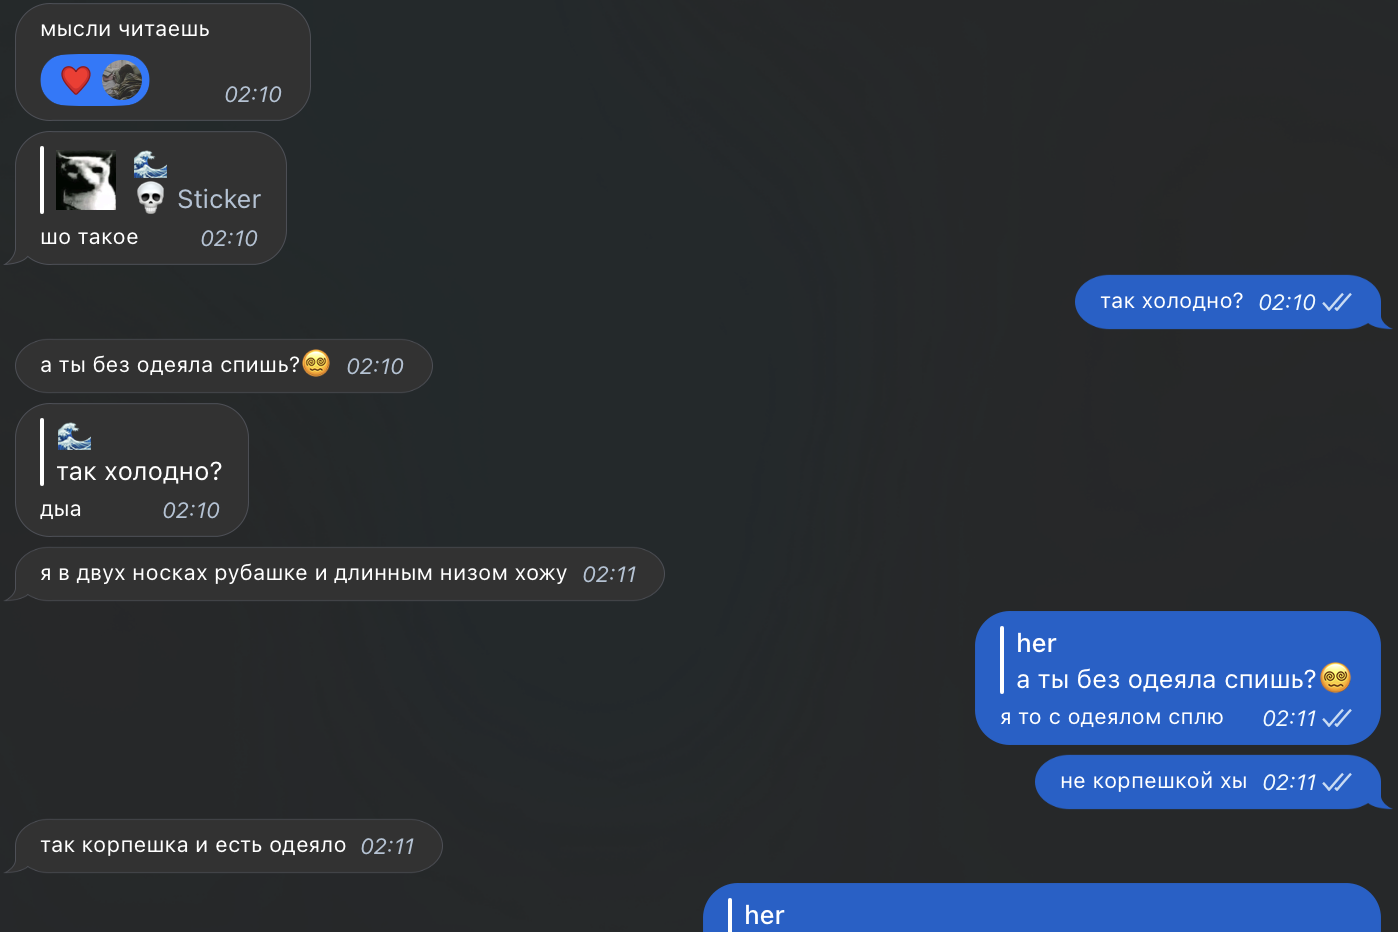 мысли читаешь
❤️ 02:10
🌊
💀 Sticker
шо такое 02:10
так холодно? 02:10
а ты без одеяла спишь?😵‍💫 02:10
🌊
так холодно?
дыа 02:10
я в двух носках рубашке и длинным низом хожу 02:11
her
а ты без одеяла спишь?😵‍💫
я то с одеялом сплю 02:11
не корпешкой хы 02:11
так корпешка и есть одеяло 02:11
her